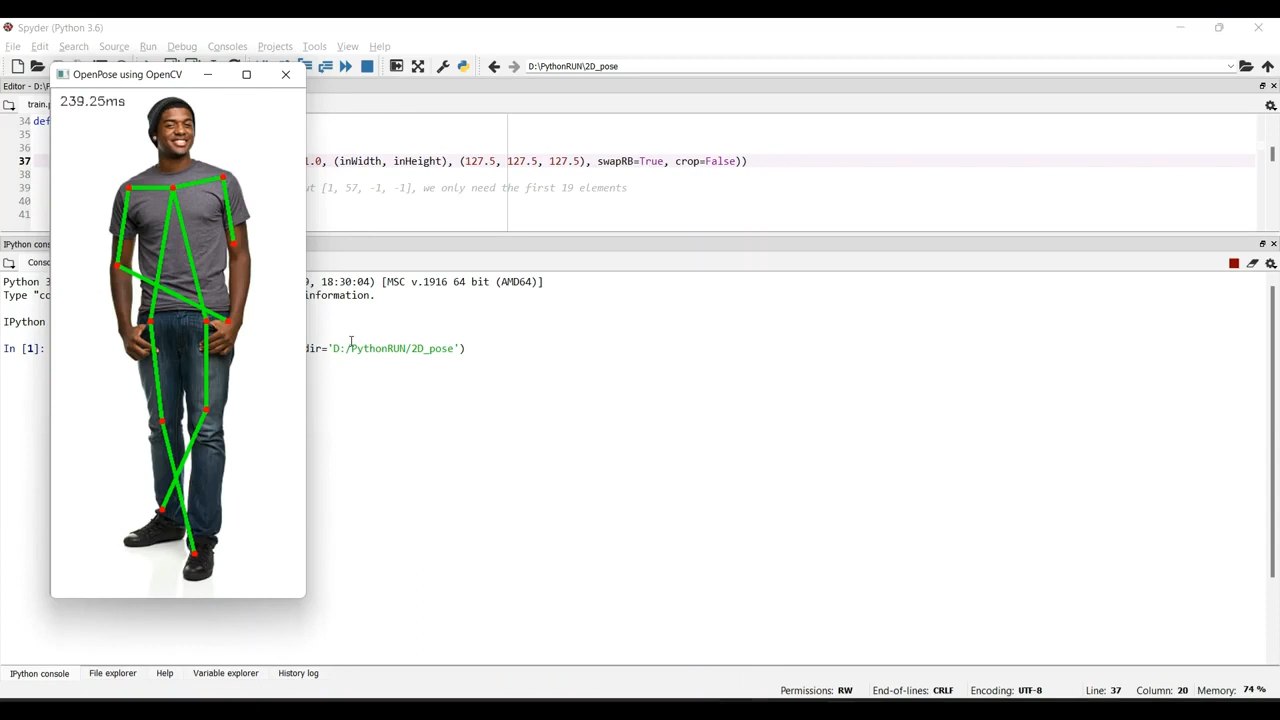 Spyder (Python 3.6)
File Edit Search Source Run Debug Consoles Projects Tools View Help
D:\PythonRUN\2D_pose
OpenPose using OpenCV
239.25ms
Editor - D:\
train.
34 def
35
36
37 1.0, (inWidth, inHeight), (127.5, 127.5, 127.5), swapRB=True, crop=False))
38
39 ut [1, 57, -1, -1], we only need the first 19 elements
40
41
IPython cons
Conso
Python 3 9, 18:30:04) [MSC v.1916 64 bit (AMD64)]
Type "co information.
IPython
In [1]: dir='D:/PythonRUN/2D_pose')
IPython console File explorer Help Variable explorer History log
Permissions: RW End-of-lines: CRLF Encoding: UTF-8 Line: 37 Column: 20 Memory: 74 %